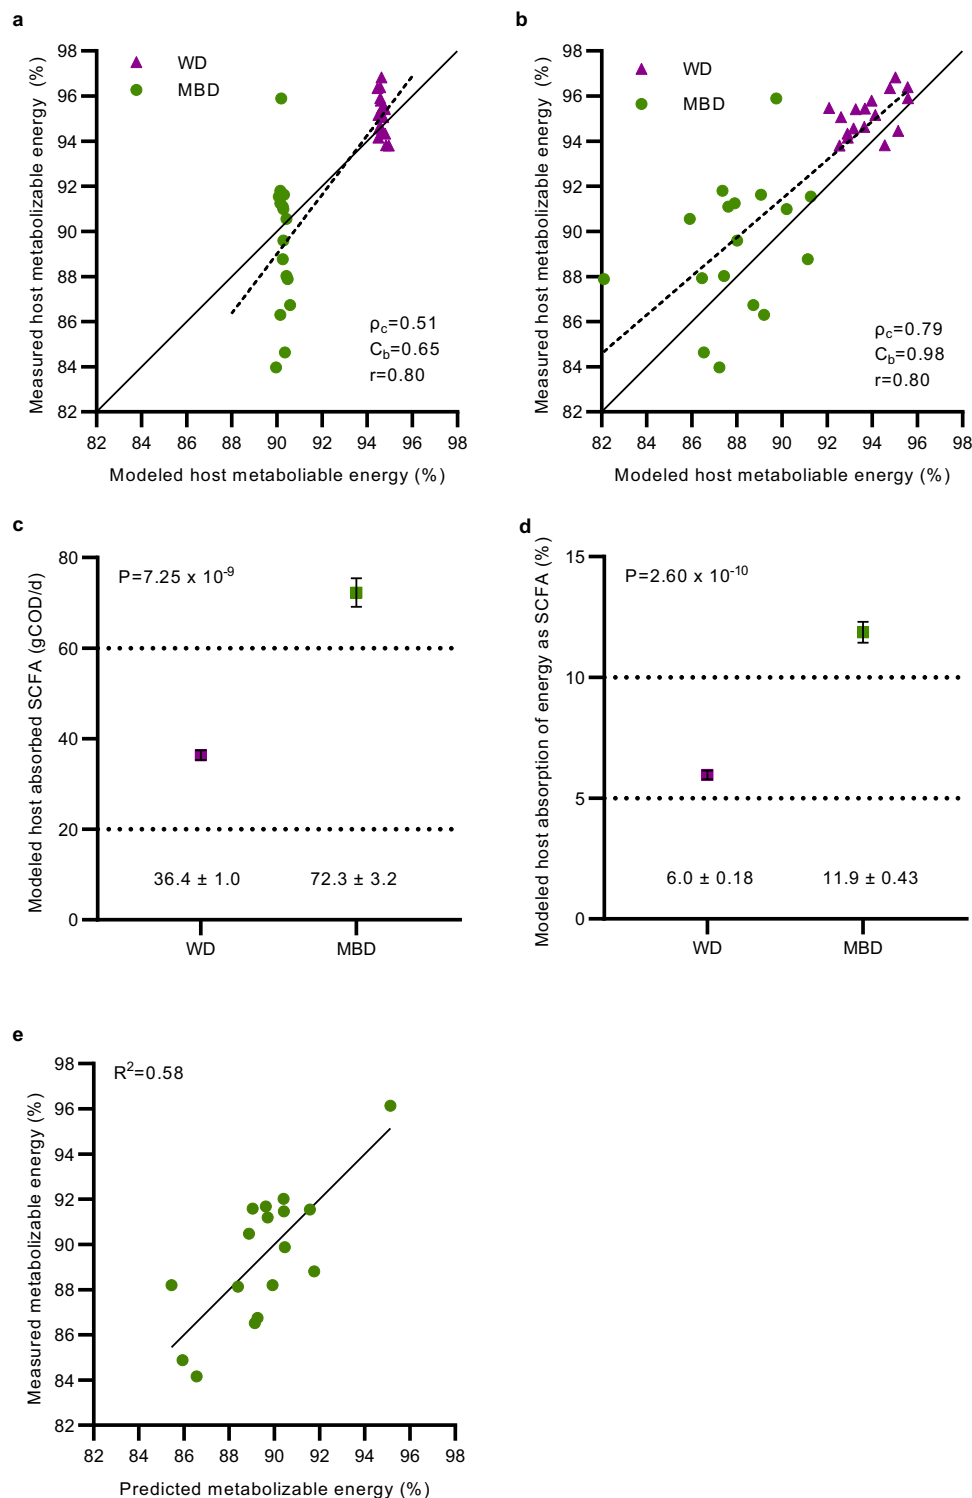 a
WD
MBD
Measured host metabolizable energy (%)
98
96
94
92
90
88
86
84
82
ρc=0.51
Cb=0.65
r=0.80
82 84 86 88 90 92 94 96 98
Modeled host metaboliable energy (%)
b
WD
MBD
Measured host metabolizable energy (%)
98
96
94
92
90
88
86
84
82
ρc=0.79
Cb=0.98
r=0.80
82 84 86 88 90 92 94 96 98
Modeled host metaboliable energy (%)
c
Modeled host absorbed SCFA (gCOD/d)
80
60
40
20
0
P=7.25 x 10-9
36.4 ± 1.0 72.3 ± 3.2
WD MBD
d
Modeled host absorption of energy as SCFA (%)
15
10
5
0
P=2.60 x 10-10
6.0 ± 0.18 11.9 ± 0.43
WD MBD
e
Measured metabolizable energy (%)
98
96
94
92
90
88
86
84
82
R2=0.58
82 84 86 88 90 92 94 96 98
Predicted metabolizable energy (%)